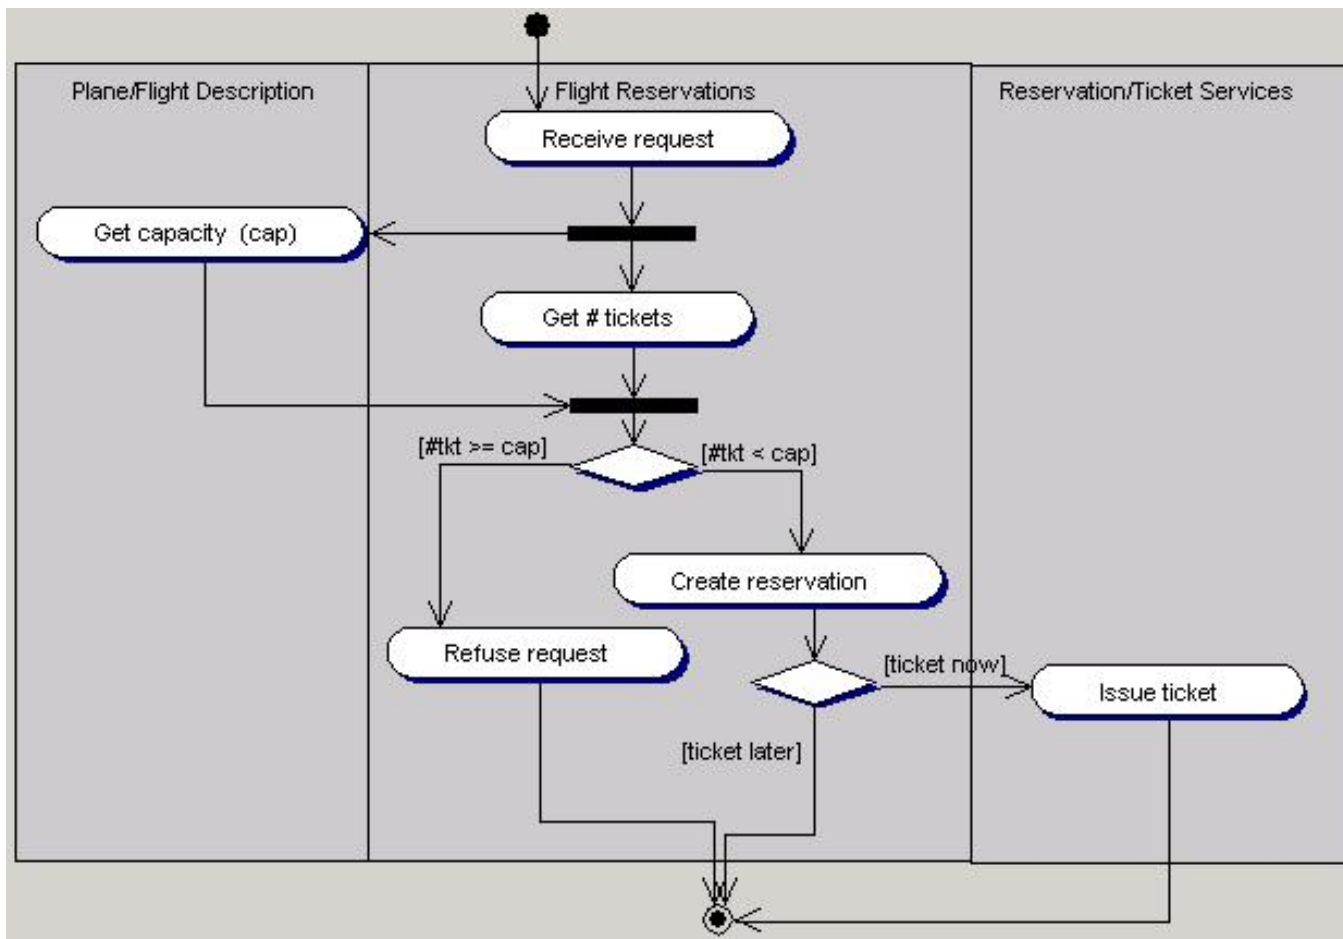 Plane/Flight Description
Flight Reservations
Reservation/Ticket Services
Receive request
Get capacity (cap)
Get # tickets
[#tkt >= cap]
[#tkt < cap]
Create reservation
Refuse request
[ticket now]
Issue ticket
[ticket later]